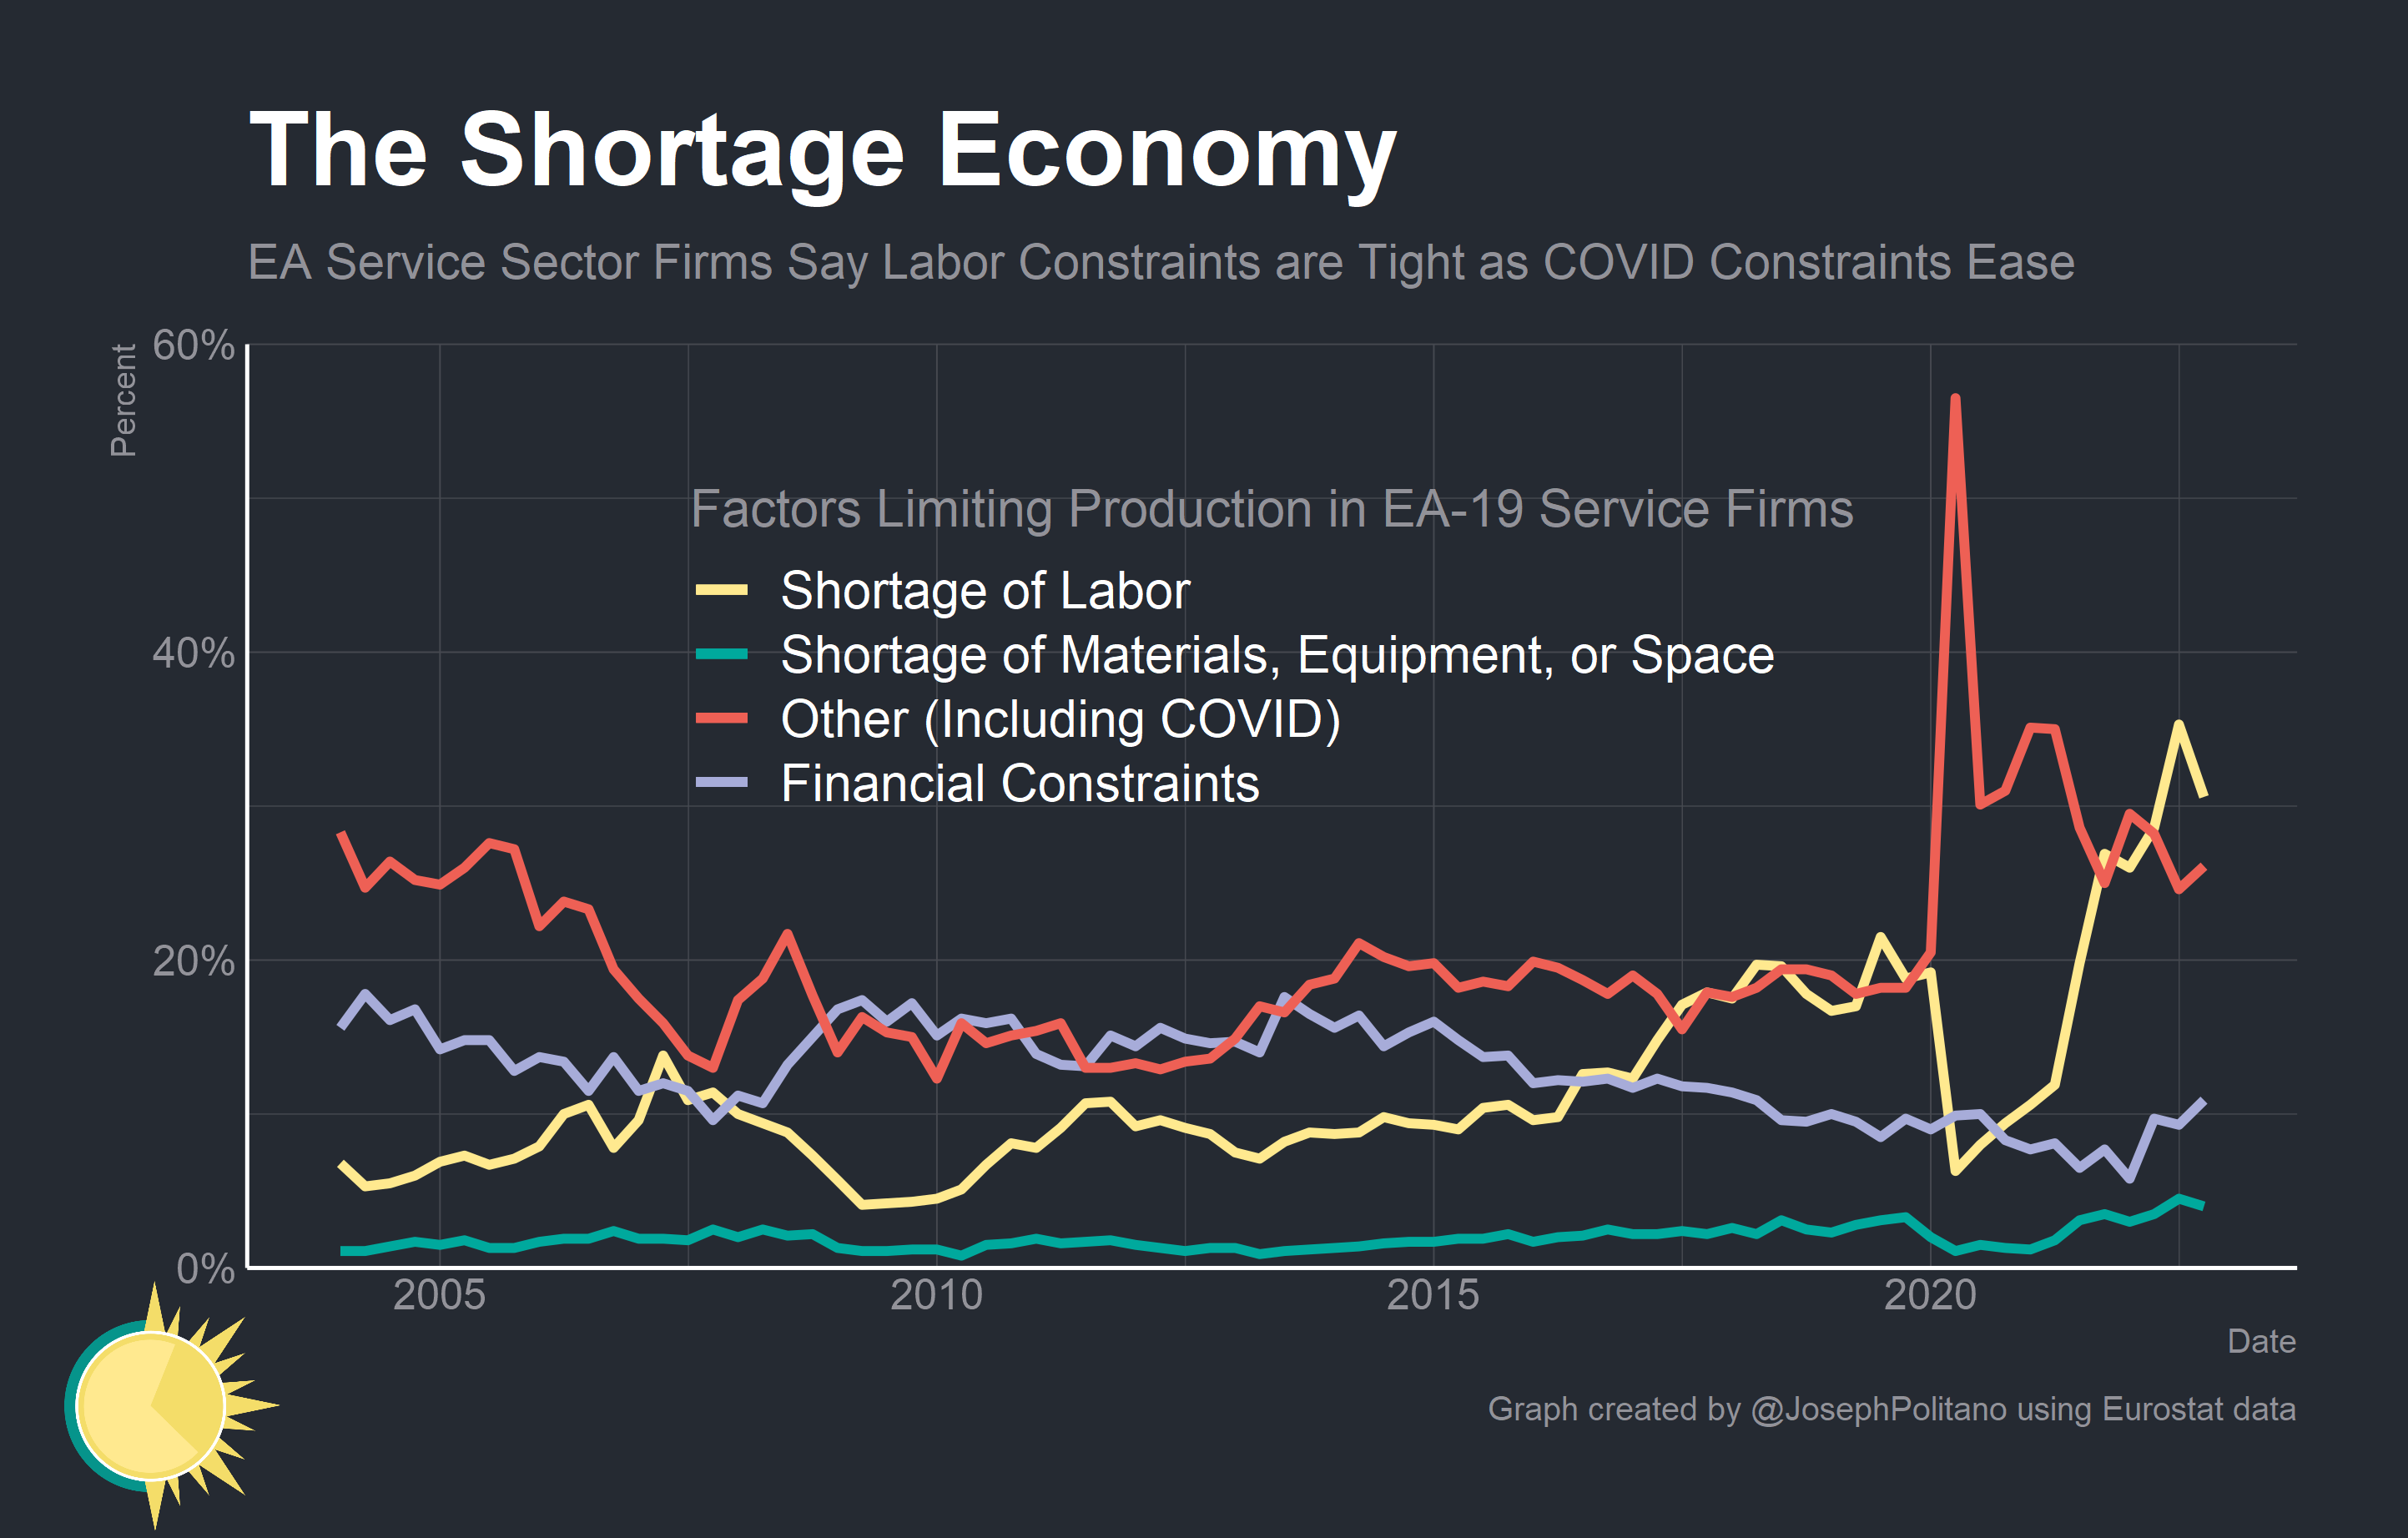 The Shortage Economy
EA Service Sector Firms Say Labor Constraints are Tight as COVID Constraints Ease
Percent
60%
40%
20%
0%
Factors Limiting Production in EA-19 Service Firms
Shortage of Labor
Shortage of Materials, Equipment, or Space
Other (Including COVID)
Financial Constraints
2005 2010 2015 2020
Date
Graph created by @JosephPolitano using Eurostat data